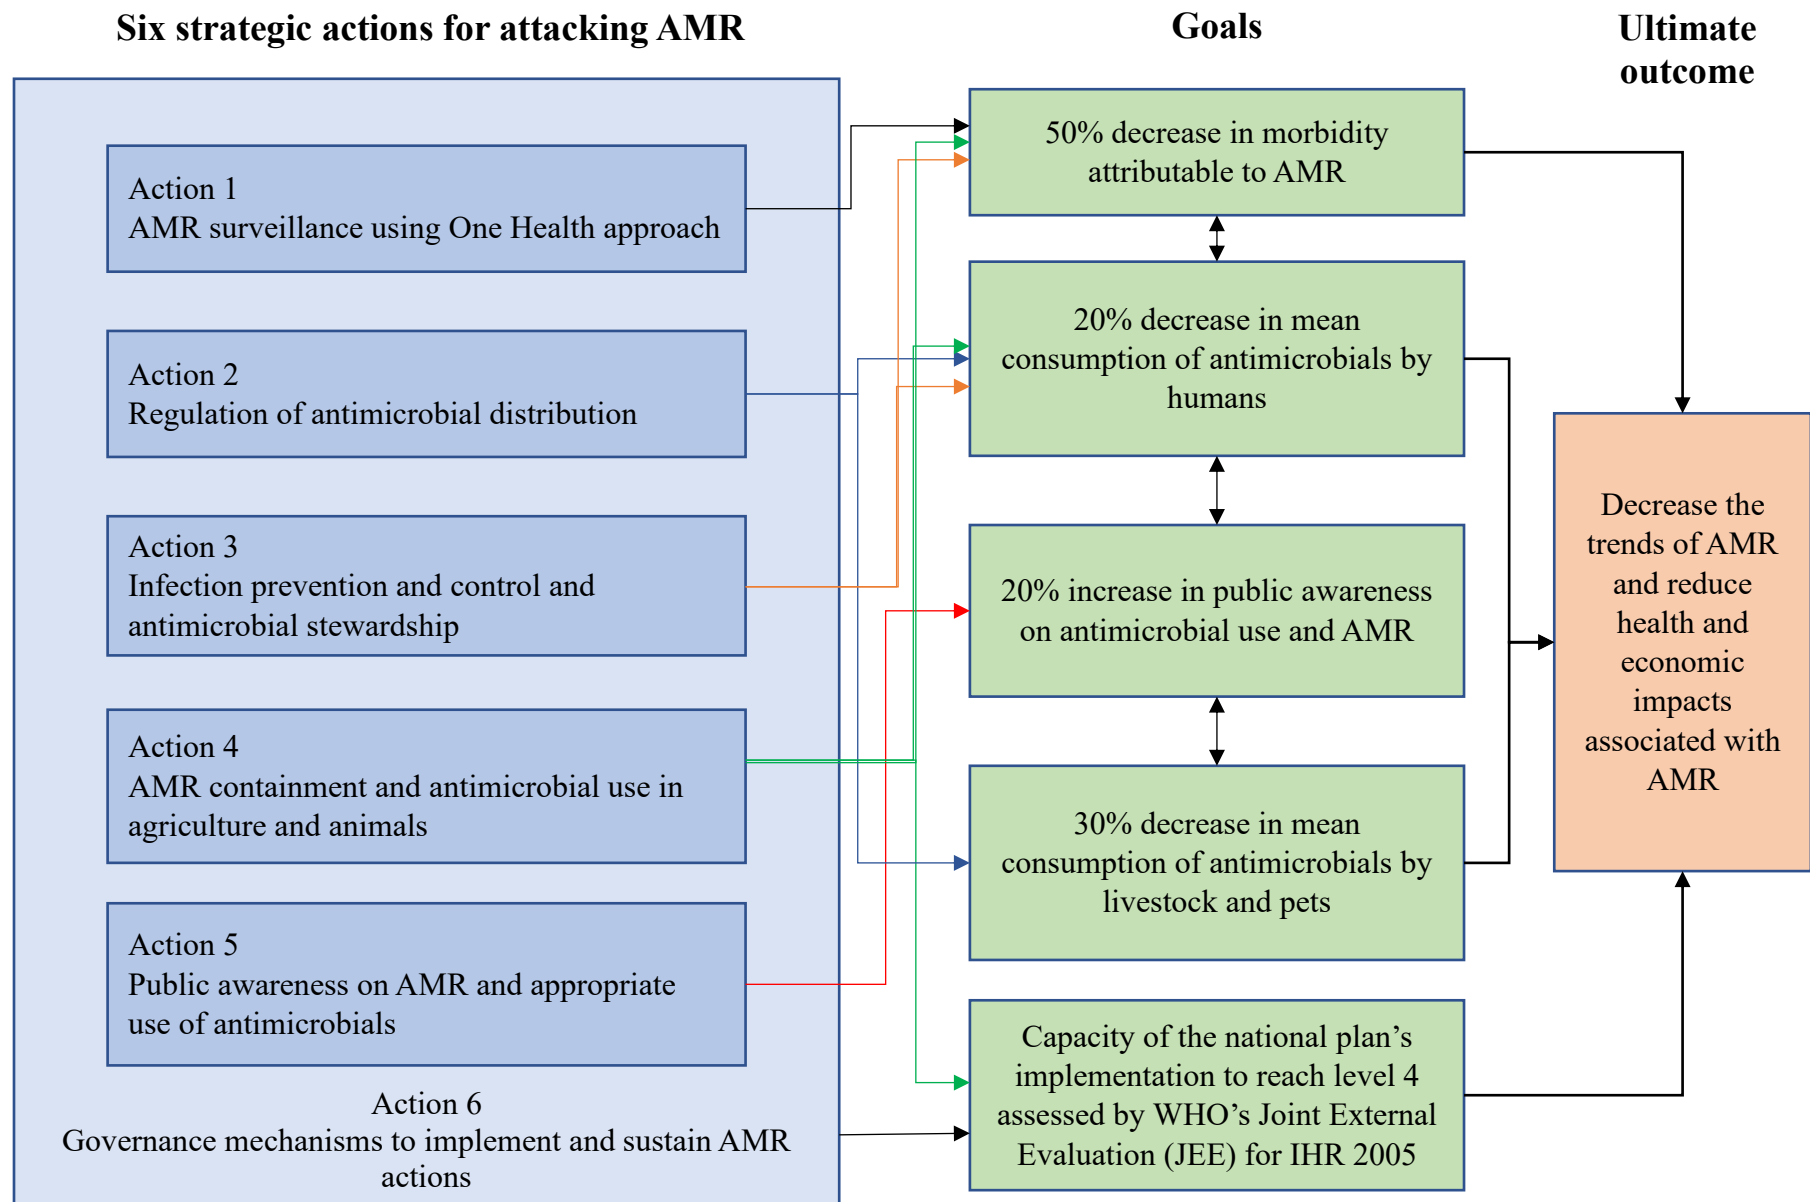 Six strategic actions for attacking AMR
Goals
Ultimate
outcome
Action 1
AMR surveillance using One Health approach
Action 2
Regulation of antimicrobial distribution
Action 3
Infection prevention and control and
antimicrobial stewardship
Action 4
AMR containment and antimicrobial use in
agriculture and animals
Action 5
Public awareness on AMR and appropriate
use of antimicrobials
Action 6
Governance mechanisms to implement and sustain AMR
actions
50% decrease in morbidity
attributable to AMR
20% decrease in mean
consumption of antimicrobials by
humans
20% increase in public awareness
on antimicrobial use and AMR
30% decrease in mean
consumption of antimicrobials by
livestock and pets
Capacity of the national plan’s
implementation to reach level 4
assessed by WHO’s Joint External
Evaluation (JEE) for IHR 2005
Decrease the
trends of AMR
and reduce
health and
economic
impacts
associated with
AMR